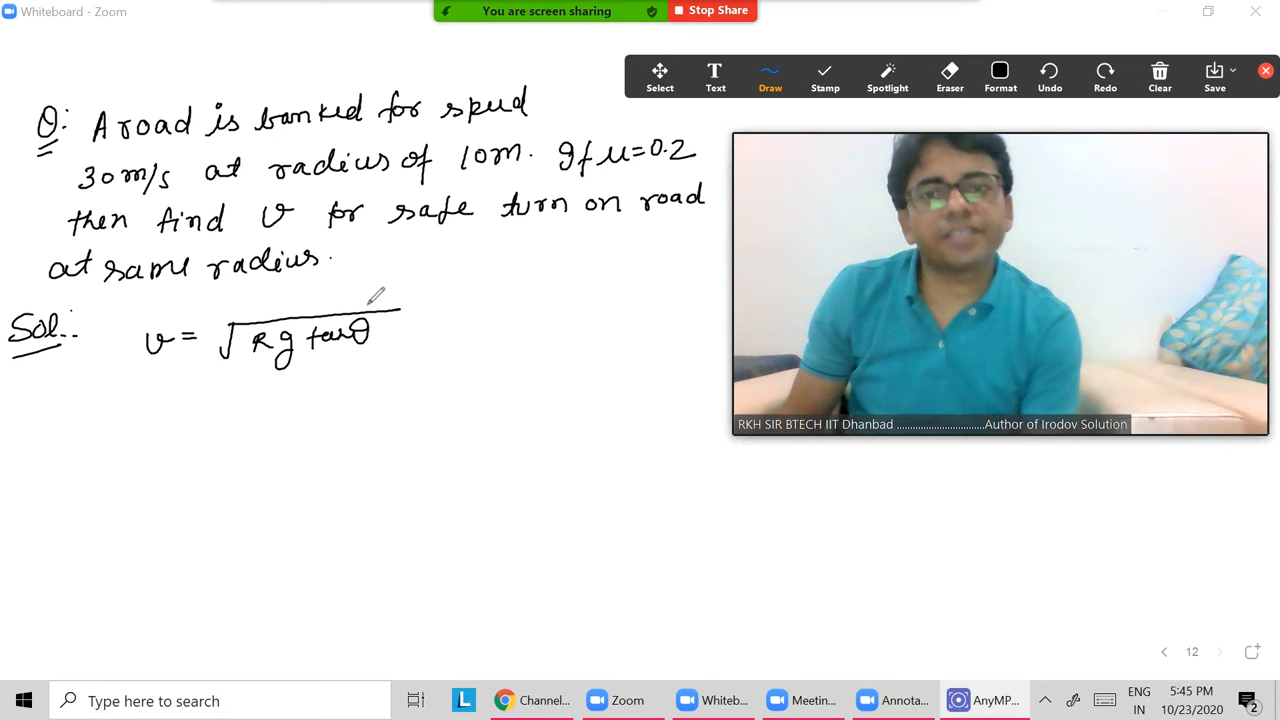 Whiteboard - Zoom
You are screen sharing
Stop Share
Select
Text
Draw
Stamp
Spotlight
Eraser
Format
Undo
Redo
Clear
Save
Q: A road is banked for speed
30m/s at radius of 10m. If μ=0.2
then find v for safe turn on road
at same radius.
Sol:. v = √Rg tanθ
RKH SIR BTECH IIT Dhanbad ..................................Author of Irodov Solution
12
Type here to search
L
Channel...
Zoom
Whiteb...
Meetin...
Annota...
AnyMP...
ENG
IN
5:45 PM
10/23/2020
2